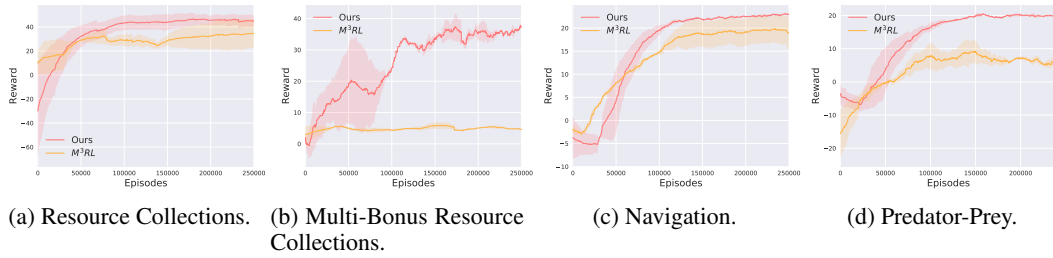 Ours
M³RL
Reward
40
20
0
−20
−40
−60
0 50000 100000 150000 200000 250000
Episodes
(a) Resource Collections.
Ours
M³RL
Reward
40
30
20
10
0
0 50000 100000 150000 200000 250000
Episodes
(b) Multi-Bonus Resource
Collections.
Ours
M³RL
Reward
20
15
10
5
0
−5
−10
0 50000 100000 150000 200000 250000
Episodes
(c) Navigation.
Ours
M³RL
Reward
20
10
0
−10
−20
0 50000 100000 150000 200000
Episodes
(d) Predator-Prey.